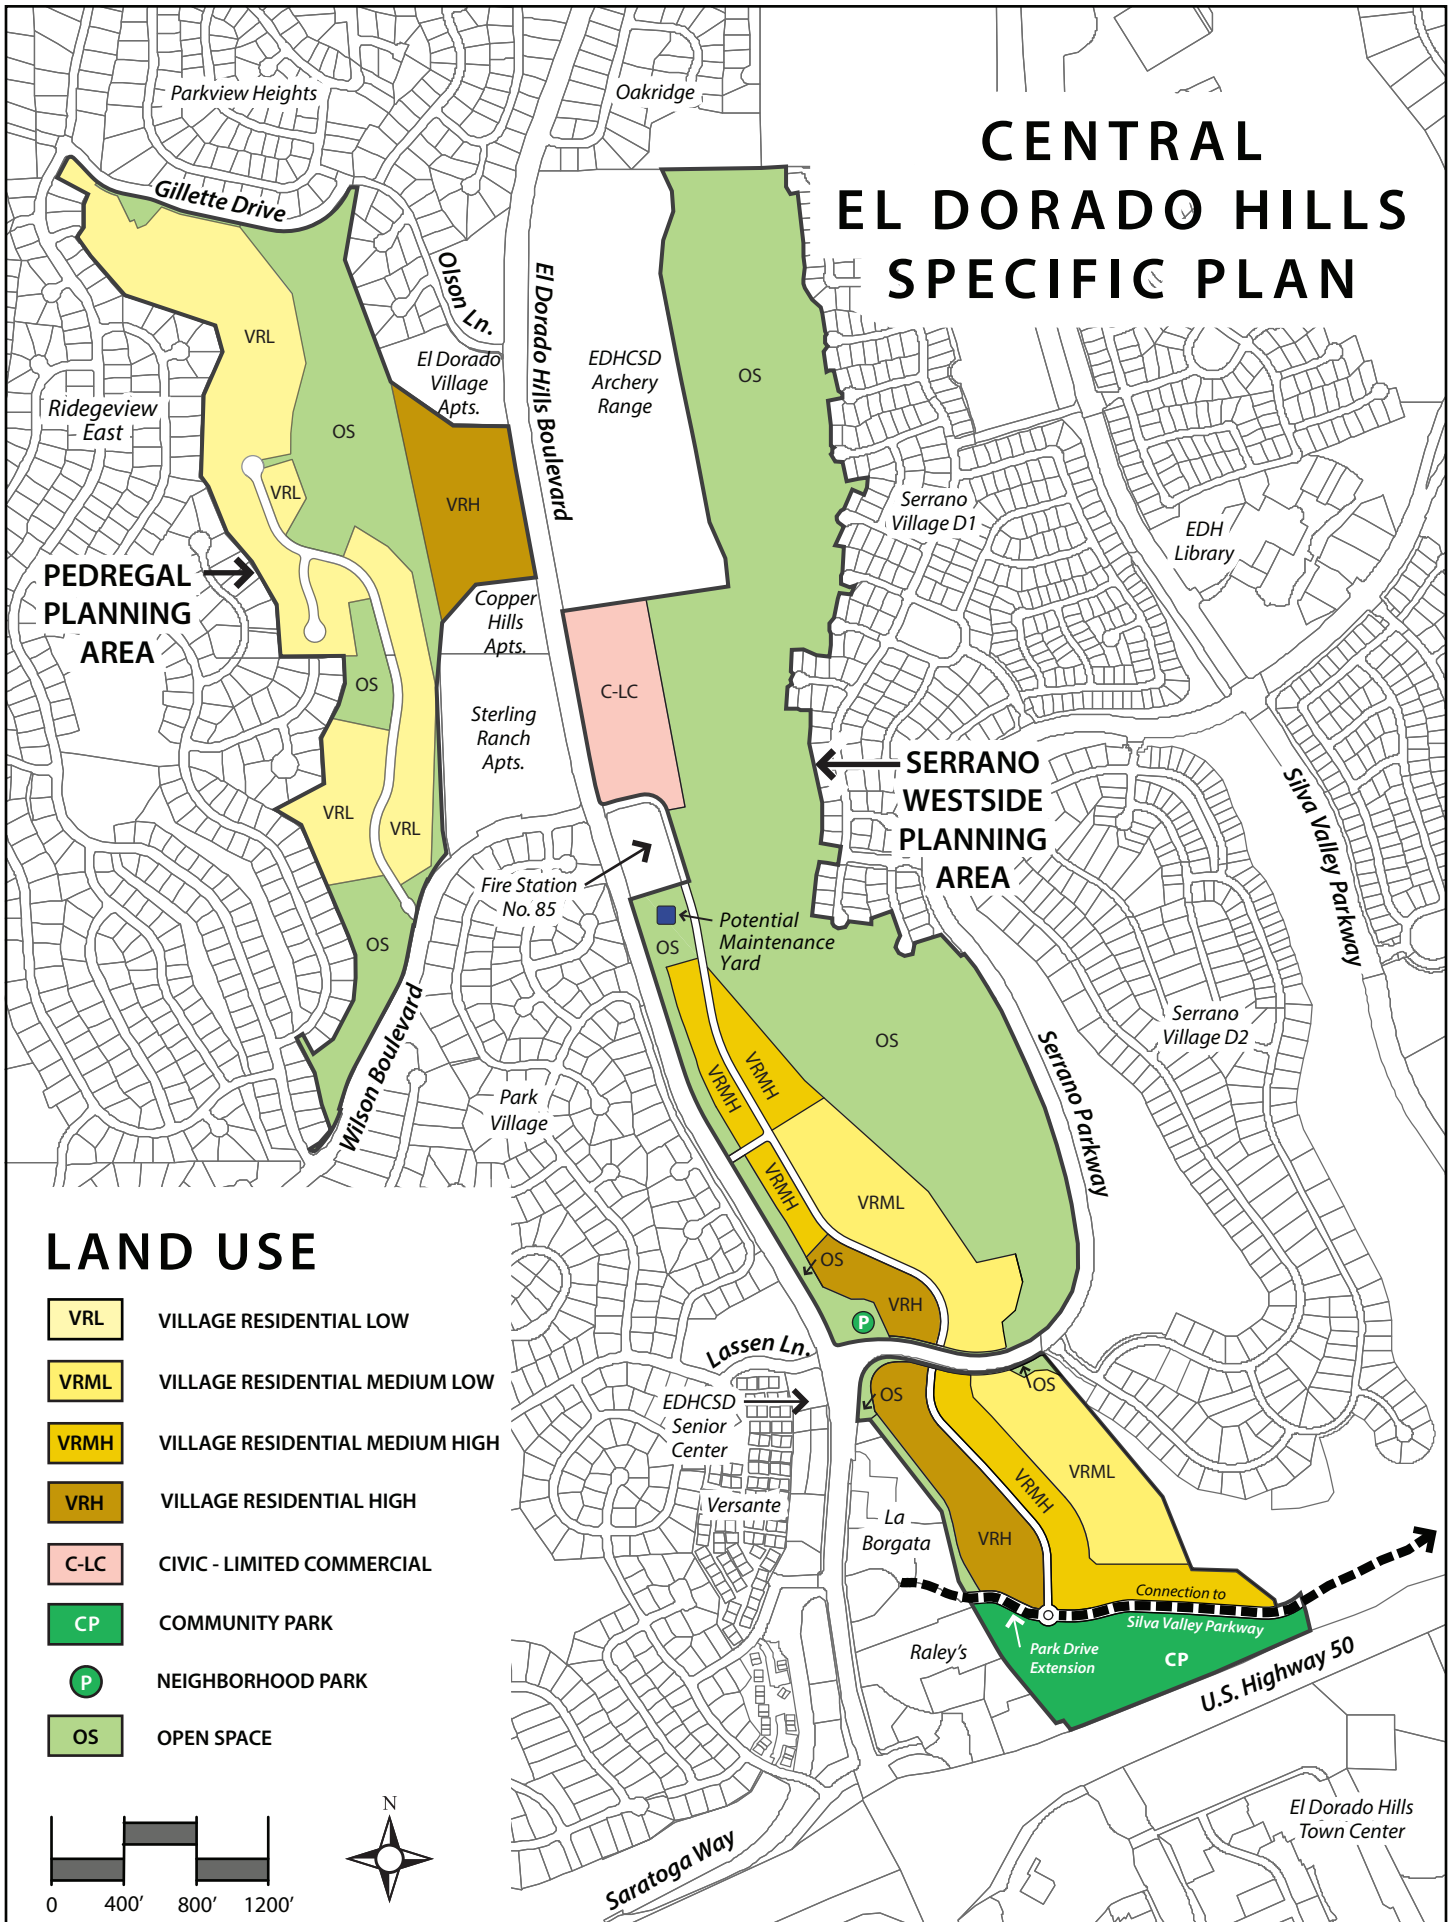 CENTRAL
EL DORADO HILLS
SPECIFIC PLAN
Parkview Heights
Oakridge
Gillette Drive
Olson Ln.
El Dorado Hills Boulevard
VRL
El Dorado
Village
Apts.
EDHCSD
Archery
Range
OS
Ridegeview
East
OS
VRL
VRH
Serrano
Village D1
EDH
Library
PEDREGAL
PLANNING
AREA
Copper
Hills
Apts.
OS
C-LC
Sterling
Ranch
Apts.
SERRANO
WESTSIDE
PLANNING
AREA
Silva Valley Parkway
VRL
VRL
Fire Station
No. 85
Potential
Maintenance
Yard
OS
OS
Wilson Boulevard
OS
Serrano
Village D2
Serrano Parkway
Park
Village
VRMH
VRMH
VRMH
VRML
OS
VRH
P
Lassen Ln.
OS
OS
EDHCSD
Senior
Center
VRMH
VRML
Versante
La
Borgata
VRH
Connection to
Silva Valley Parkway
Park Drive
Extension
Raley's
CP
U.S. Highway 50
El Dorado Hills
Town Center
Saratoga Way
LAND USE
VRL VILLAGE RESIDENTIAL LOW
VRML VILLAGE RESIDENTIAL MEDIUM LOW
VRMH VILLAGE RESIDENTIAL MEDIUM HIGH
VRH VILLAGE RESIDENTIAL HIGH
C-LC CIVIC - LIMITED COMMERCIAL
CP COMMUNITY PARK
P NEIGHBORHOOD PARK
OS OPEN SPACE
N
0 400' 800' 1200'